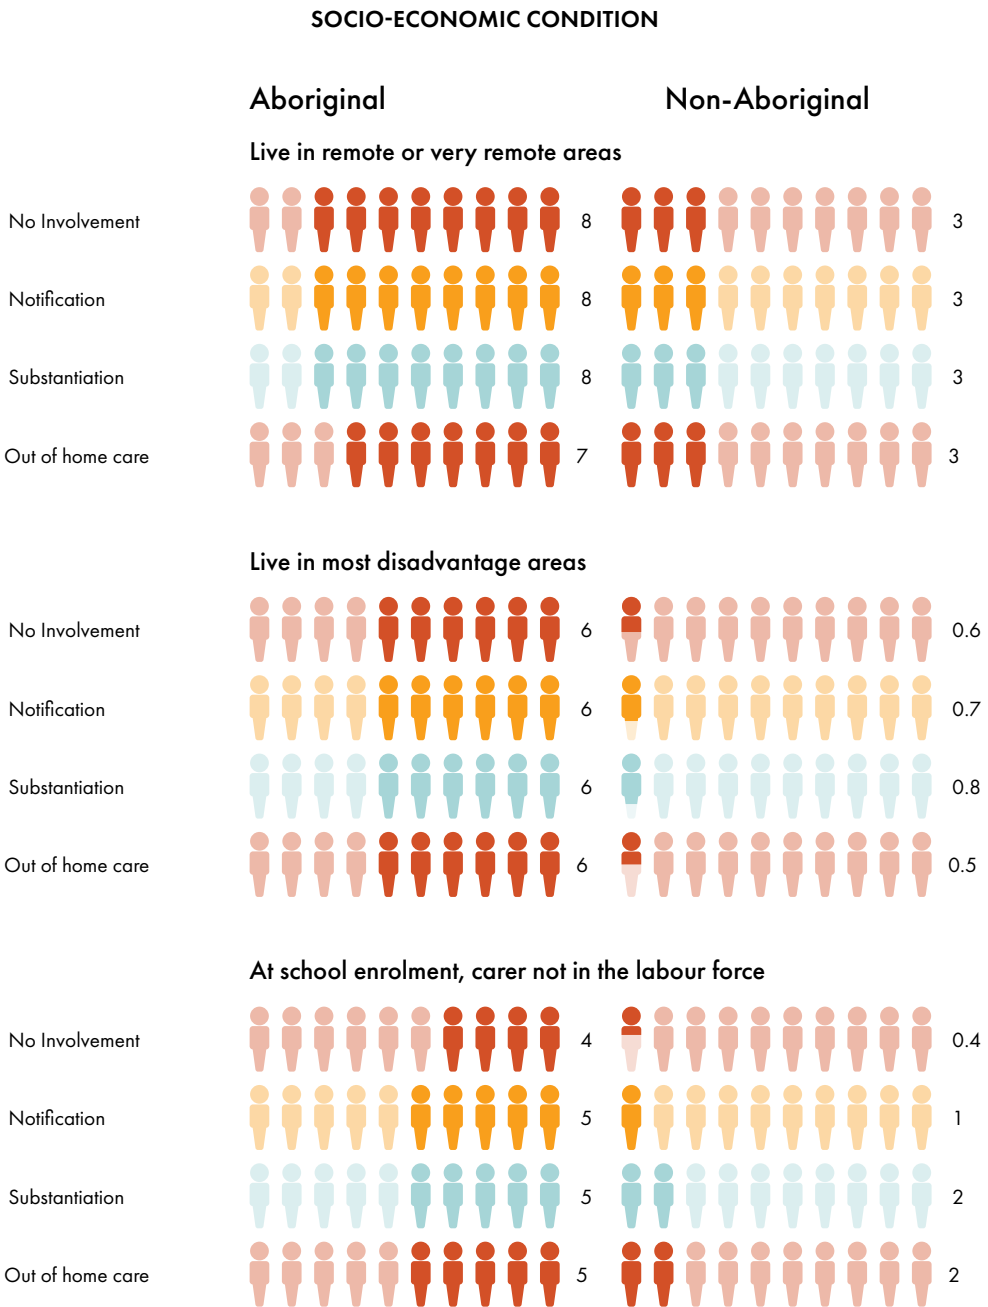 SOCIO-ECONOMIC CONDITION
Aboriginal Non-Aboriginal
Live in remote or very remote areas
No Involvement 8 3
Notification 8 3
Substantiation 8 3
Out of home care 7 3
Live in most disadvantage areas
No Involvement 6 0.6
Notification 6 0.7
Substantiation 6 0.8
Out of home care 6 0.5
At school enrolment, carer not in the labour force
No Involvement 4 0.4
Notification 5 1
Substantiation 5 2
Out of home care 5 2